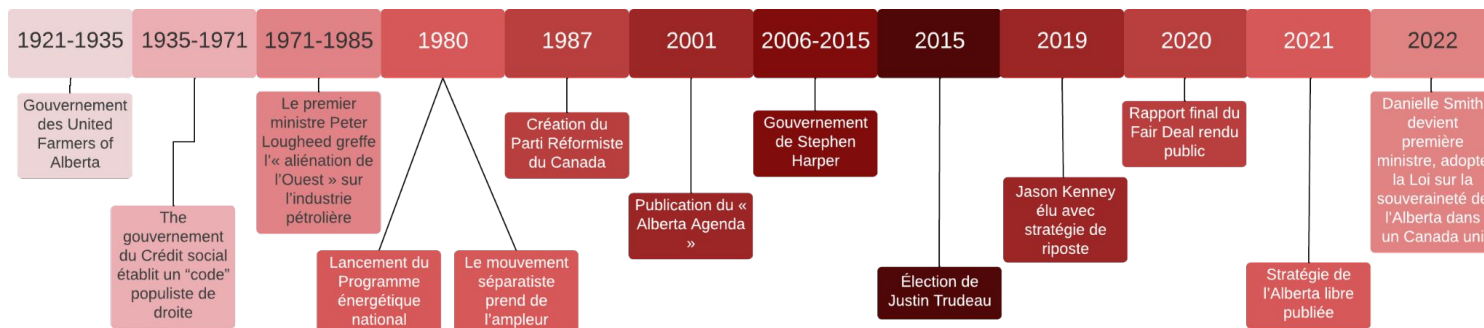 1921-1935
1935-1971
1971-1985
1980
1987
2001
2006-2015
2015
2019
2020
2021
2022
Gouvernement
des United
Farmers of
Alberta
The
gouvernement
du Crédit social
établit un “code”
populiste de
droite
Le premier
ministre Peter
Lougheed greffe
l’« aliénation de
l’Ouest » sur
l’industrie
pétrolière
Lancement du
Programme
énergétique
national
Le mouvement
séparatiste
prend de
l’ampleur
Création du
Parti Réformiste
du Canada
Publication du «
Alberta Agenda
»
Gouvernement
de Stephen
Harper
Élection de
Justin Trudeau
Jason Kenney
élu avec
stratégie de
riposte
Rapport final du
Fair Deal rendu
public
Stratégie de
l’Alberta libre
publiée
Danielle Smith
devient
première
ministre, adopte
la Loi sur la
souveraineté de
l’Alberta dans
un Canada uni